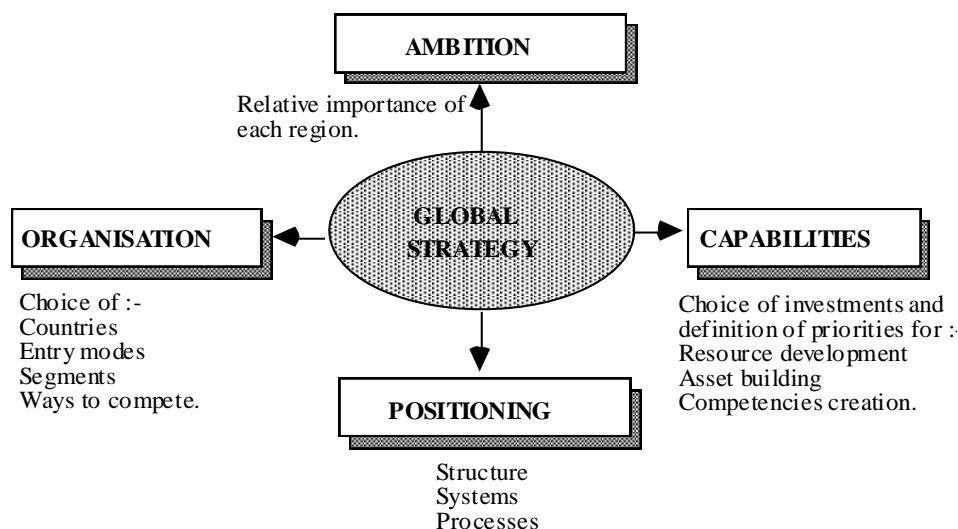 AMBITION
Relative importance of
each region.
GLOBAL
STRATEGY
ORGANISATION
Choice of :-
Countries
Entry modes
Segments
Ways to compete.
CAPABILITIES
Choice of investments and
definition of priorities for :-
Resource development
Asset building
Competencies creation.
POSITIONING
Structure
Systems
Processes